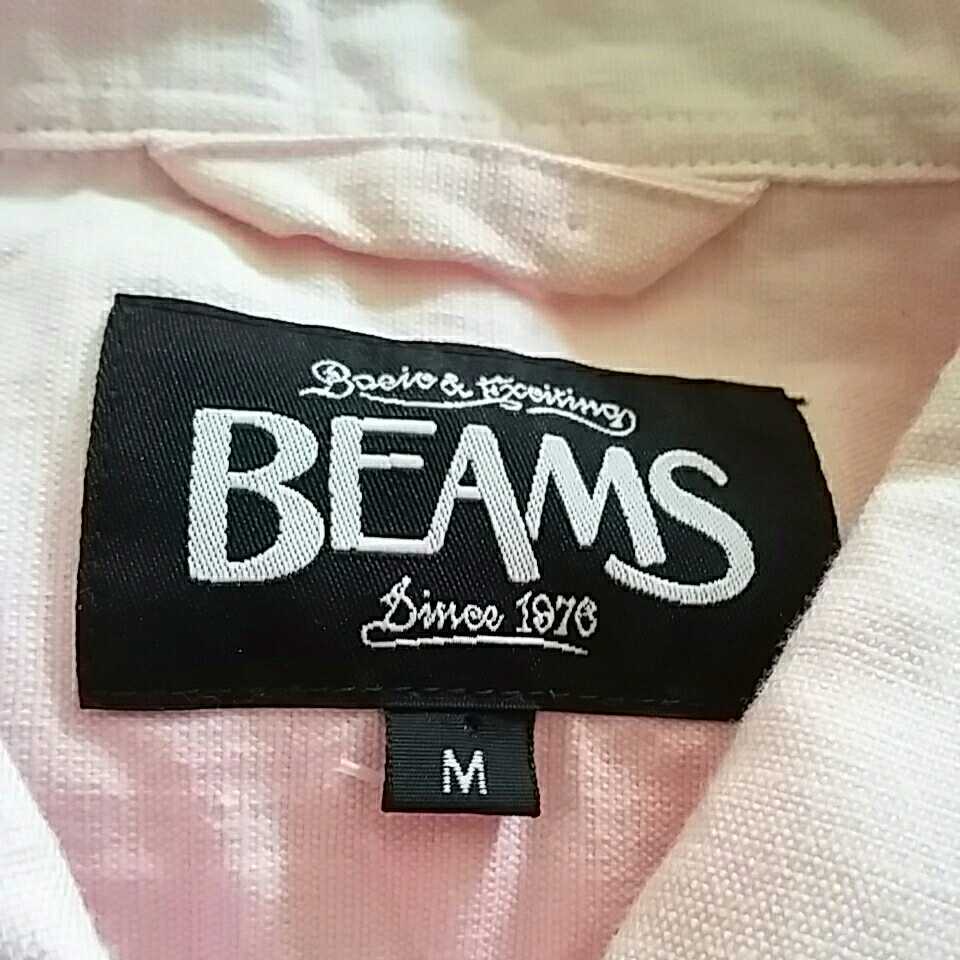 Basic & Exciting
BEAMS
Since 1976
M